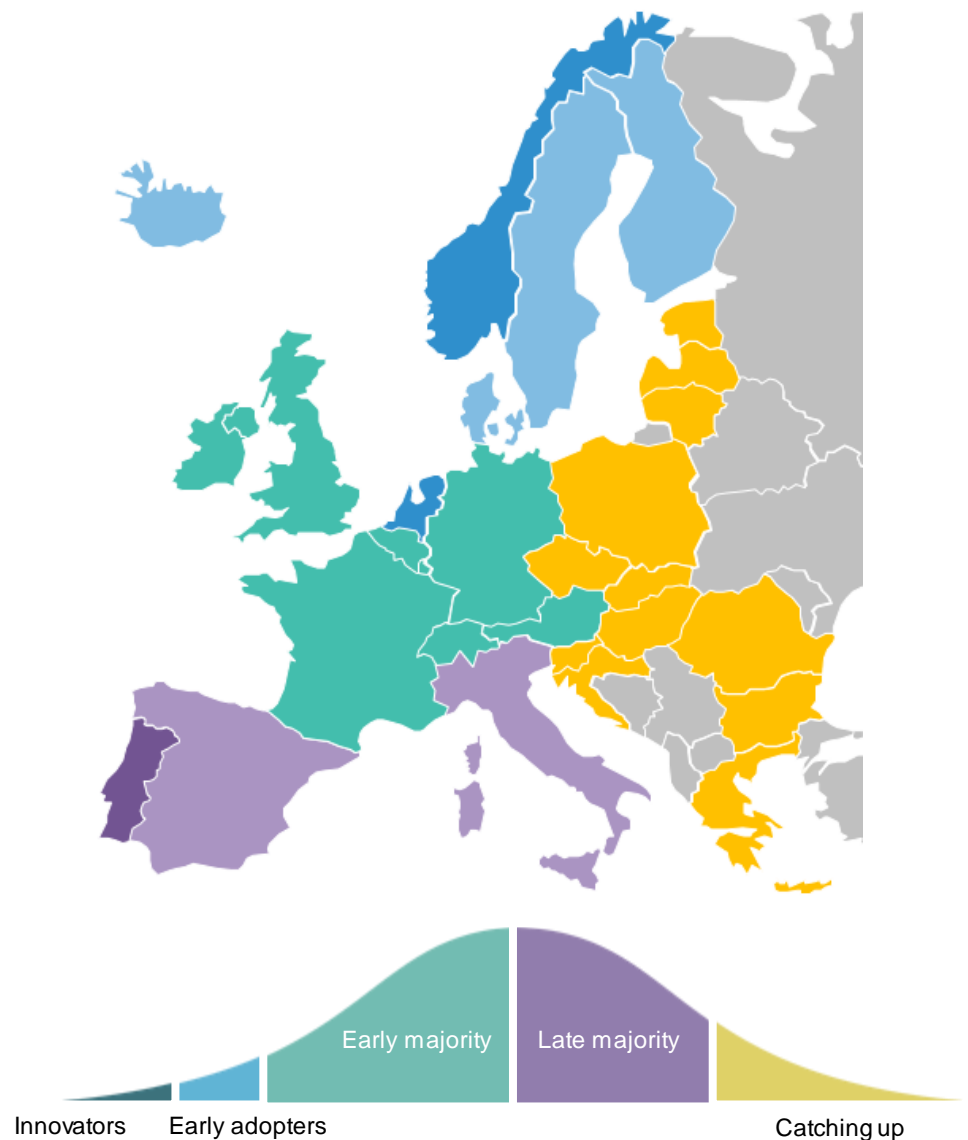 Early majority
Late majority
Innovators
Early adopters
Catching up